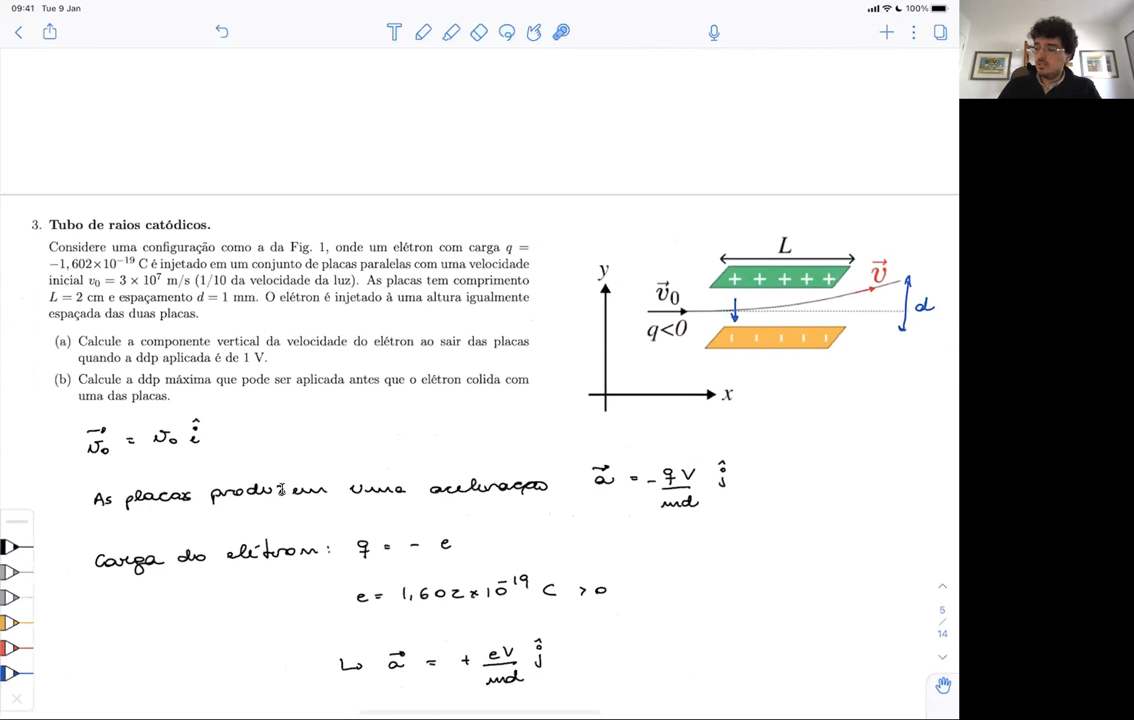 09:41 Tue 9 Jan
100%
3. Tubo de raios catódicos.
Considere uma configuração como a da Fig. 1, onde um elétron com carga q =
−1,602×10⁻¹⁹ C é injetado em um conjunto de placas paralelas com uma velocidade
inicial v₀ = 3 × 10⁷ m/s (1/10 da velocidade da luz). As placas tem comprimento
L = 2 cm e espaçamento d = 1 mm. O elétron é injetado à uma altura igualmente
espaçada das duas placas.
(a) Calcule a componente vertical da velocidade do elétron ao sair das placas
quando a ddp aplicada é de 1 V.
(b) Calcule a ddp máxima que pode ser aplicada antes que o elétron colida com
uma das placas.
L
y
+ + + + +
v⃗
v⃗₀
d
q<0
x
v⃗₀ = v₀ î
As placas produzem uma aceleração a⃗ = - qV/md ĵ
Carga do elétron: q = - e
e = 1,602 × 10⁻¹⁹ C > 0
↳ a⃗ = + eV/md ĵ
5
/
14